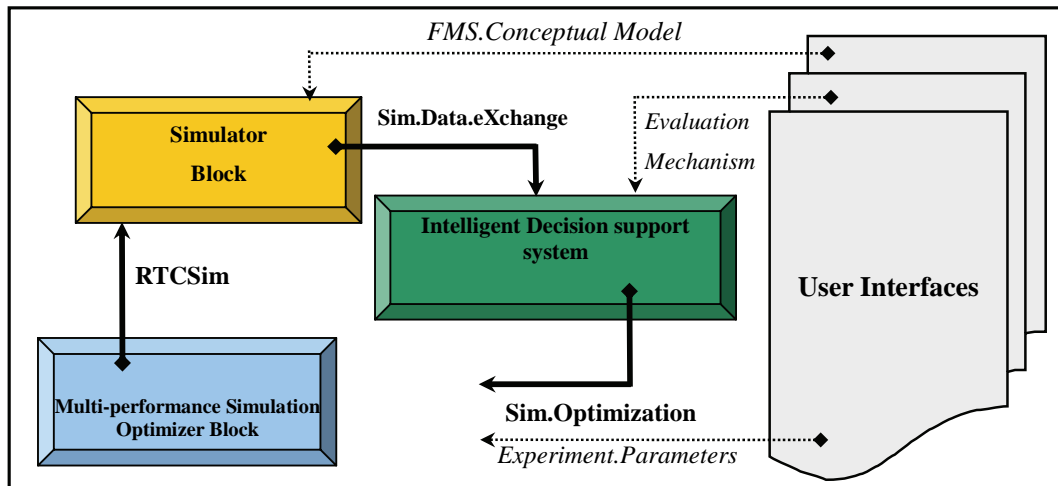 FMS.Conceptual Model
Simulator
Block
Sim.Data.eXchange
Evaluation
Mechanism
Intelligent Decision support
system
User Interfaces
RTCSim
Multi-performance Simulation
Optimizer Block
Sim.Optimization
Experiment.Parameters